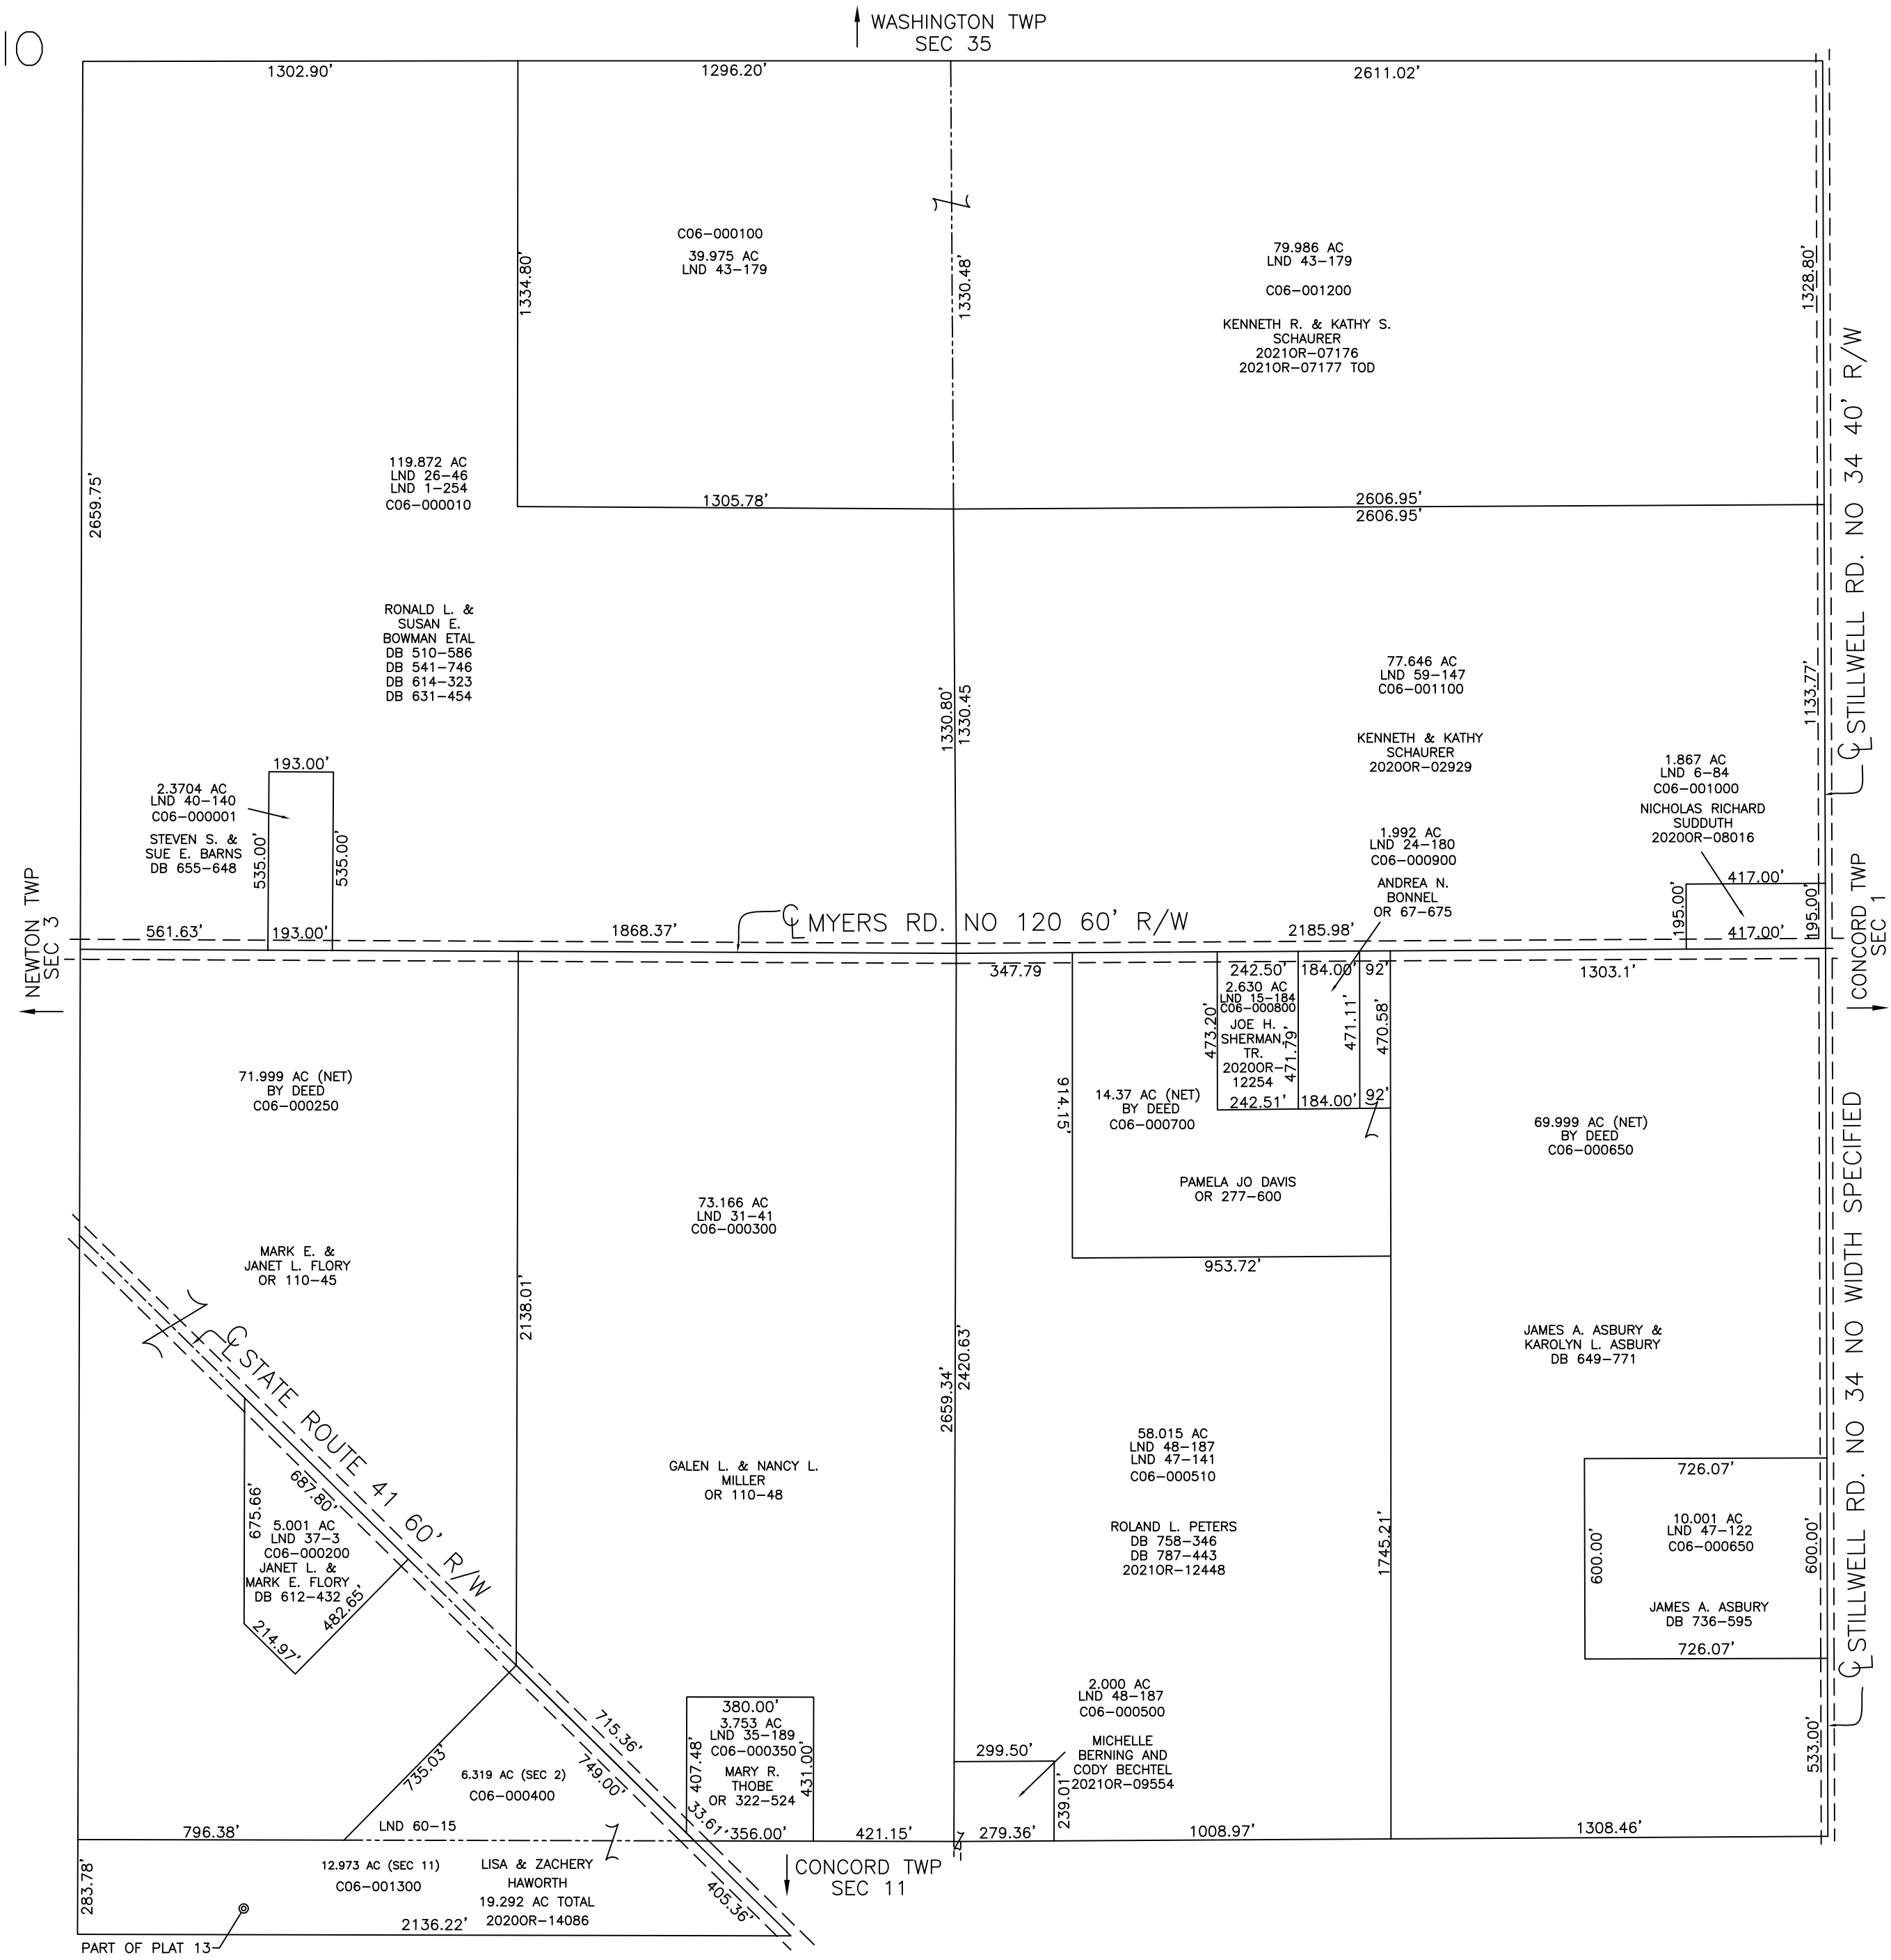 10
WASHINGTON TWP
SEC 35
1302.90'
1296.20'
2611.02'
C06-000100
39.975 AC
LND 43-179
1334.80'
1330.48'
79.986 AC
LND 43-179
C06-001200
KENNETH R. & KATHY S.
SCHAURER
2021OR-07176
2021OR-07177 TOD
1328.80'
STILLWELL RD. NO 34 40' R/W
2659.75'
119.872 AC
LND 26-46
LND 1-254
C06-000010
1305.78'
2606.95'
2606.95'
RONALD L. &
SUSAN E.
BOWMAN ETAL
DB 510-586
DB 541-746
DB 614-323
DB 631-454
1330.80'
1330.45
77.646 AC
LND 59-147
C06-001100
KENNETH & KATHY
SCHAURER
2020OR-02929
1133.77'
193.00'
2.3704 AC
LND 40-140
C06-000001
STEVEN S. &
SUE E. BARNS
DB 655-648
535.00'
535.00'
1.867 AC
LND 6-84
C06-001000
NICHOLAS RICHARD
SUDDUTH
2020OR-08016
1.992 AC
LND 24-180
C06-000900
ANDREA N.
BONNEL
OR 67-675
417.00'
195.00'
195.00'
417.00'
NEWTON TWP
SEC 3
CONCORD TWP
SEC 1
561.63'
193.00'
1868.37'
℄ MYERS RD. NO 120 60' R/W
2185.98'
347.79
242.50'
184.00'
92'
1303.1'
2.630 AC
LND 15-184
C06-000800
JOE H.
SHERMAN,
TR.
2020OR-
12254
473.20'
471.79'
471.11'
470.58'
242.51'
184.00'
92'
71.999 AC (NET)
BY DEED
C06-000250
914.15'
14.37 AC (NET)
BY DEED
C06-000700
PAMELA JO DAVIS
OR 277-600
953.72'
69.999 AC (NET)
BY DEED
C06-000650
73.166 AC
LND 31-41
C06-000300
MARK E. &
JANET L. FLORY
OR 110-45
2138.01'
JAMES A. ASBURY &
KAROLYN L. ASBURY
DB 649-771
STILLWELL RD. NO 34 NO WIDTH SPECIFIED
℄ STATE ROUTE 41 60' R/W
2659.34'
2420.63'
GALEN L. & NANCY L.
MILLER
OR 110-48
58.015 AC
LND 48-187
LND 47-141
C06-000510
ROLAND L. PETERS
DB 758-346
DB 787-443
2021OR-12448
1745.21'
726.07'
10.001 AC
LND 47-122
C06-000650
600.00'
600.00'
JAMES A. ASBURY
DB 736-595
726.07'
687.80'
675.66'
5.001 AC
LND 37-3
C06-000200
JANET L. &
MARK E. FLORY
DB 612-432
482.65'
214.97'
2.000 AC
LND 48-187
C06-000500
MICHELLE
BERNING AND
CODY BECHTEL
2021OR-09554
299.50'
239.01'
533.00'
380.00'
3.753 AC
LND 35-189
C06-000350
MARY R.
THOBE
OR 322-524
407.48'
431.00'
715.36'
749.00'
735.03'
6.319 AC (SEC 2)
C06-000400
LND 60-15
33.61'
796.38'
356.00'
421.15'
279.36'
1008.97'
1308.46'
CONCORD TWP
SEC 11
283.78'
12.973 AC (SEC 11)
C06-001300
LISA & ZACHERY
HAWORTH
19.292 AC TOTAL
2020OR-14086
405.36'
2136.22'
PART OF PLAT 13